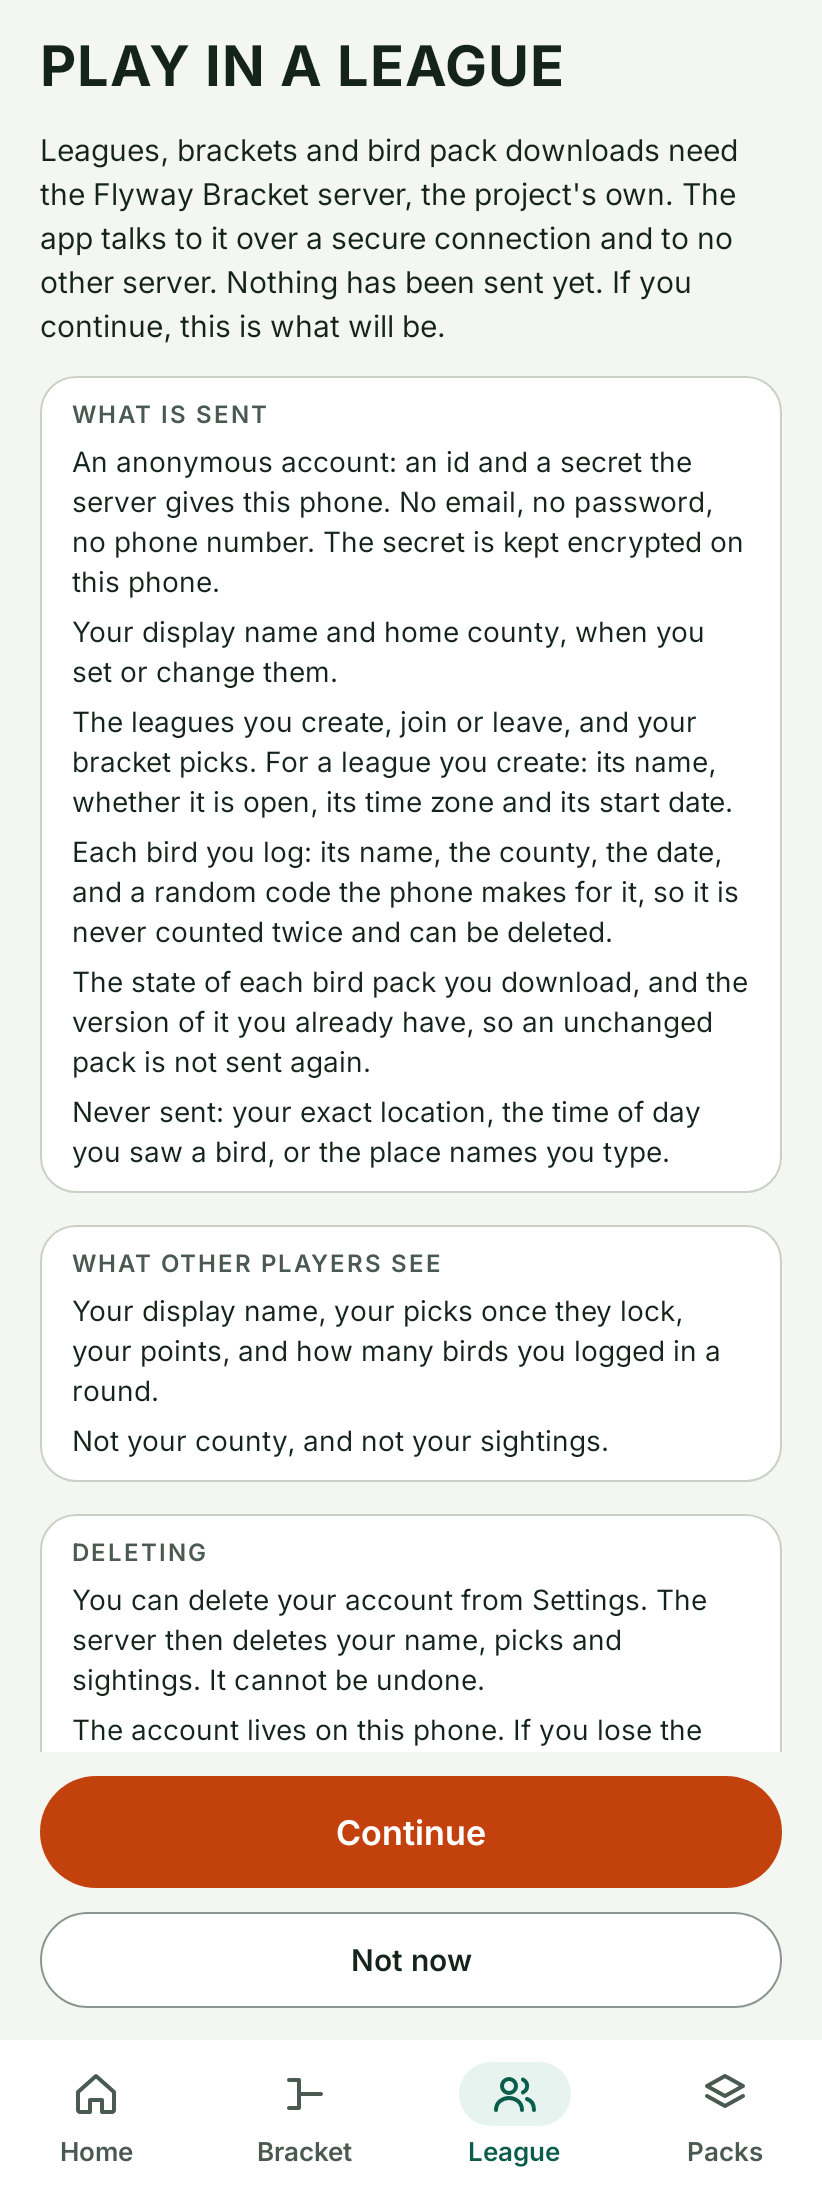 PLAY IN A LEAGUE
Leagues, brackets and bird pack downloads need
the Flyway Bracket server, the project's own. The
app talks to it over a secure connection and to no
other server. Nothing has been sent yet. If you
continue, this is what will be.
WHAT IS SENT
An anonymous account: an id and a secret the
server gives this phone. No email, no password,
no phone number. The secret is kept encrypted on
this phone.
Your display name and home county, when you
set or change them.
The leagues you create, join or leave, and your
bracket picks. For a league you create: its name,
whether it is open, its time zone and its start date.
Each bird you log: its name, the county, the date,
and a random code the phone makes for it, so it is
never counted twice and can be deleted.
The state of each bird pack you download, and the
version of it you already have, so an unchanged
pack is not sent again.
Never sent: your exact location, the time of day
you saw a bird, or the place names you type.
WHAT OTHER PLAYERS SEE
Your display name, your picks once they lock,
your points, and how many birds you logged in a
round.
Not your county, and not your sightings.
DELETING
You can delete your account from Settings. The
server then deletes your name, picks and
sightings. It cannot be undone.
The account lives on this phone. If you lose the
Continue
Not now
Home
Bracket
League
Packs